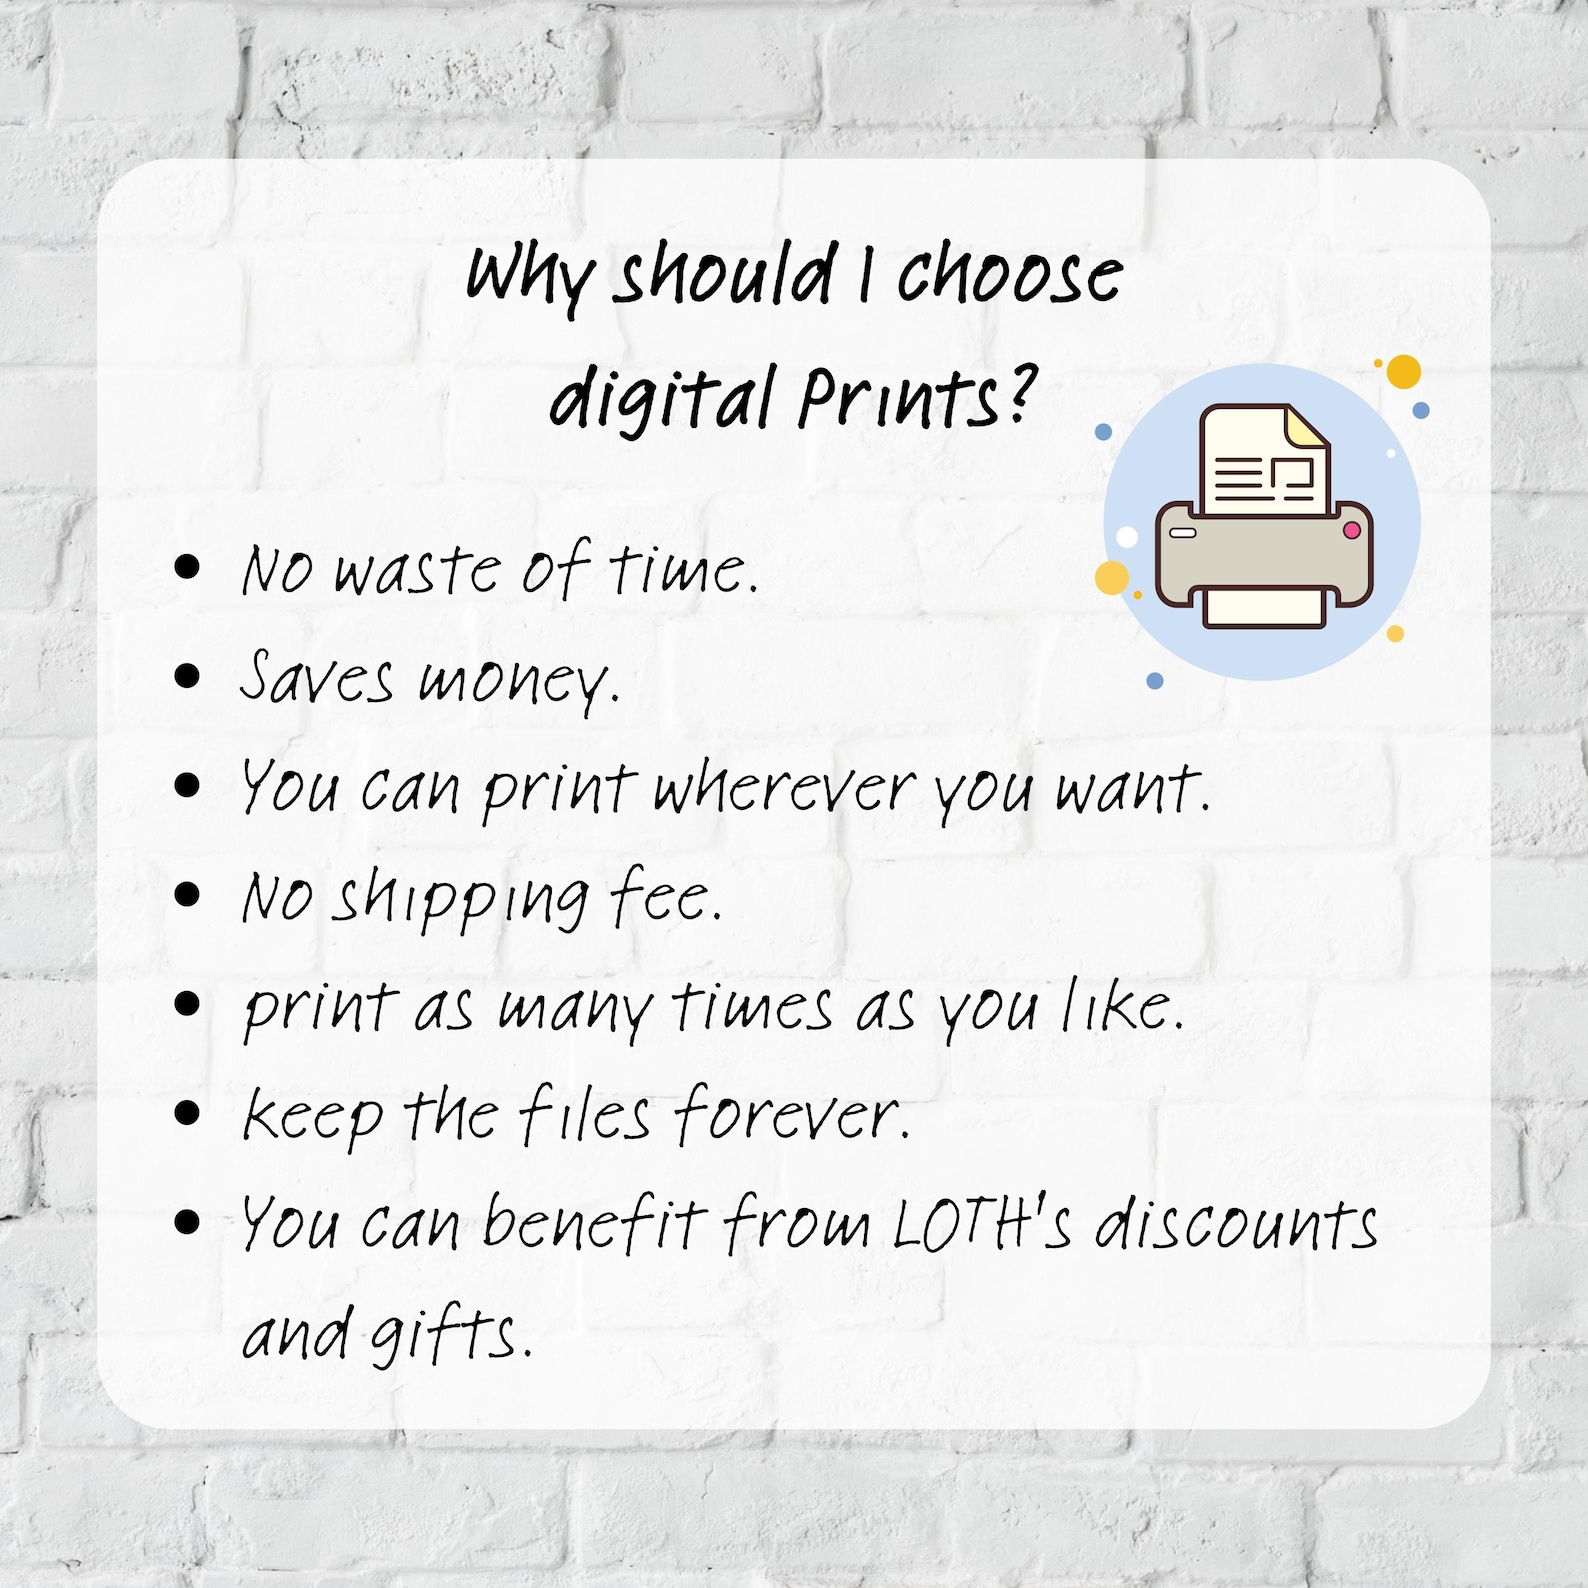 Why should I choose
digital Prints?
• No waste of time.
• Saves money.
• You can print wherever you want.
• No shipping fee.
• print as many times as you like.
• keep the files forever.
• You can benefit from LOTH's discounts
and gifts.